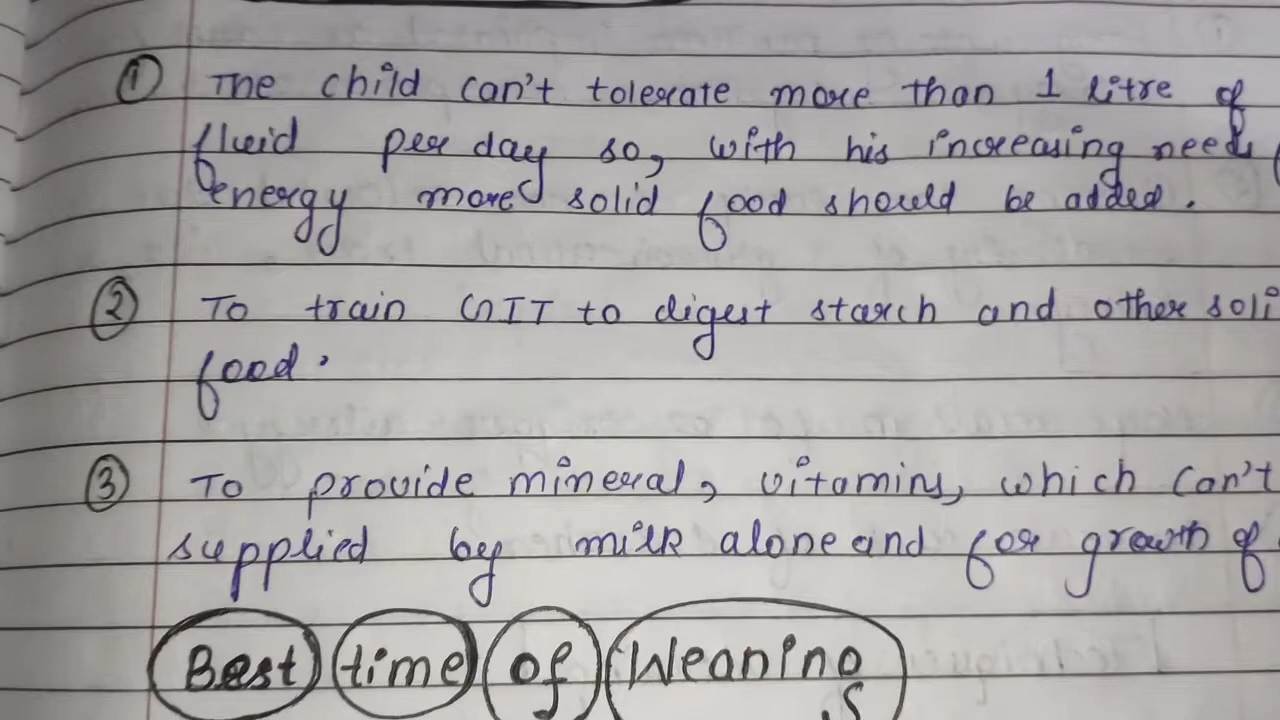 ① The child can't tolerate more than 1 litre of
fluid per day so, with his increasing need
energy more solid food should be added.
② To train GIT to digest starch and other soli
food.
③ To provide mineral, vitamins, which can't
supplied by milk alone and for growth of
Best time of Weaning